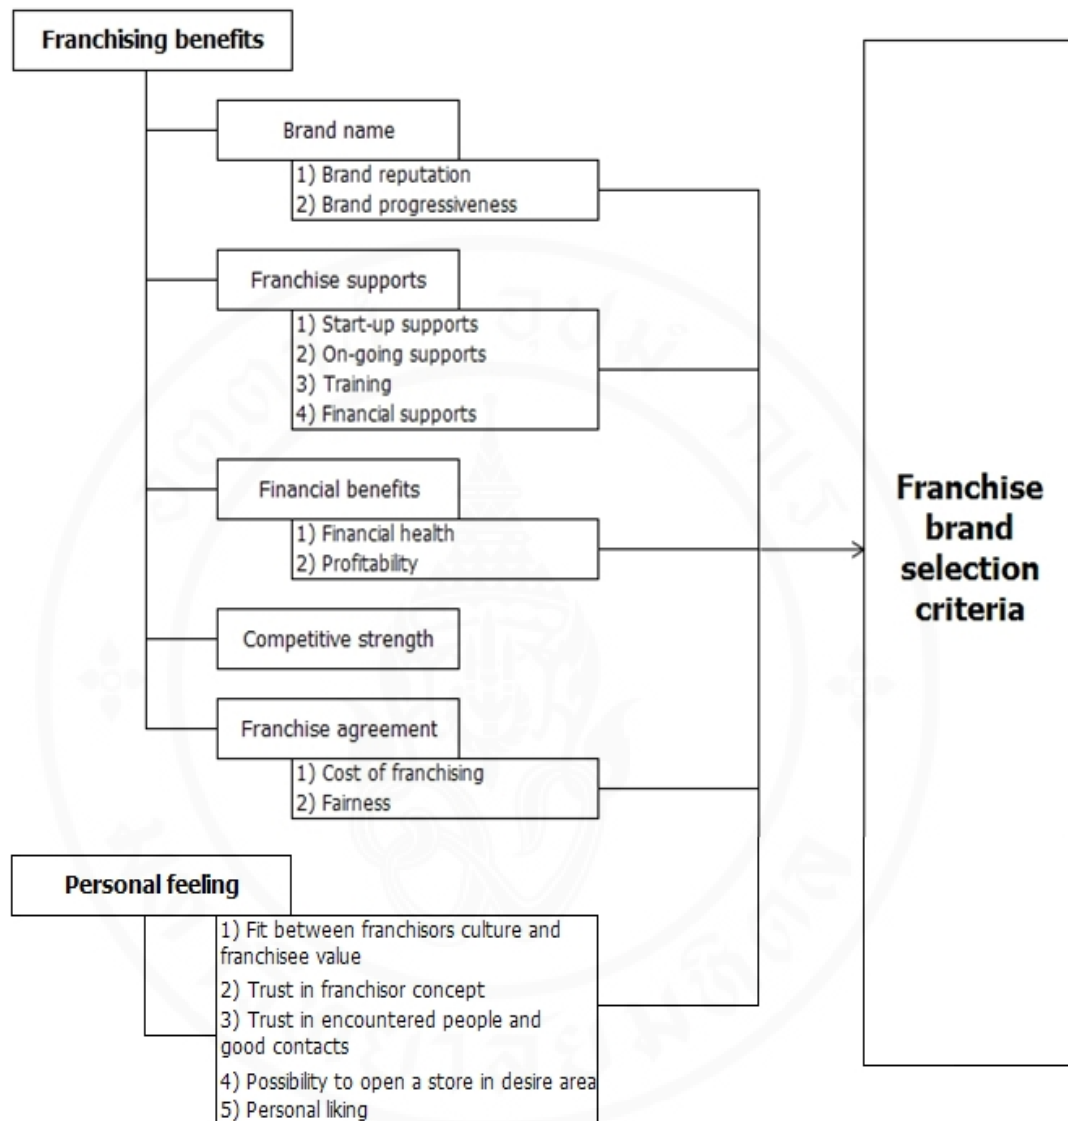 Franchising benefits
Brand name
1) Brand reputation
2) Brand progressiveness
Franchise supports
1) Start-up supports
2) On-going supports
3) Training
4) Financial supports
Financial benefits
1) Financial health
2) Profitability
Competitive strength
Franchise agreement
1) Cost of franchising
2) Fairness
Personal feeling
1) Fit between franchisors culture and
franchisee value
2) Trust in franchisor concept
3) Trust in encountered people and
good contacts
4) Possibility to open a store in desire area
5) Personal liking
Franchise
brand
selection
criteria